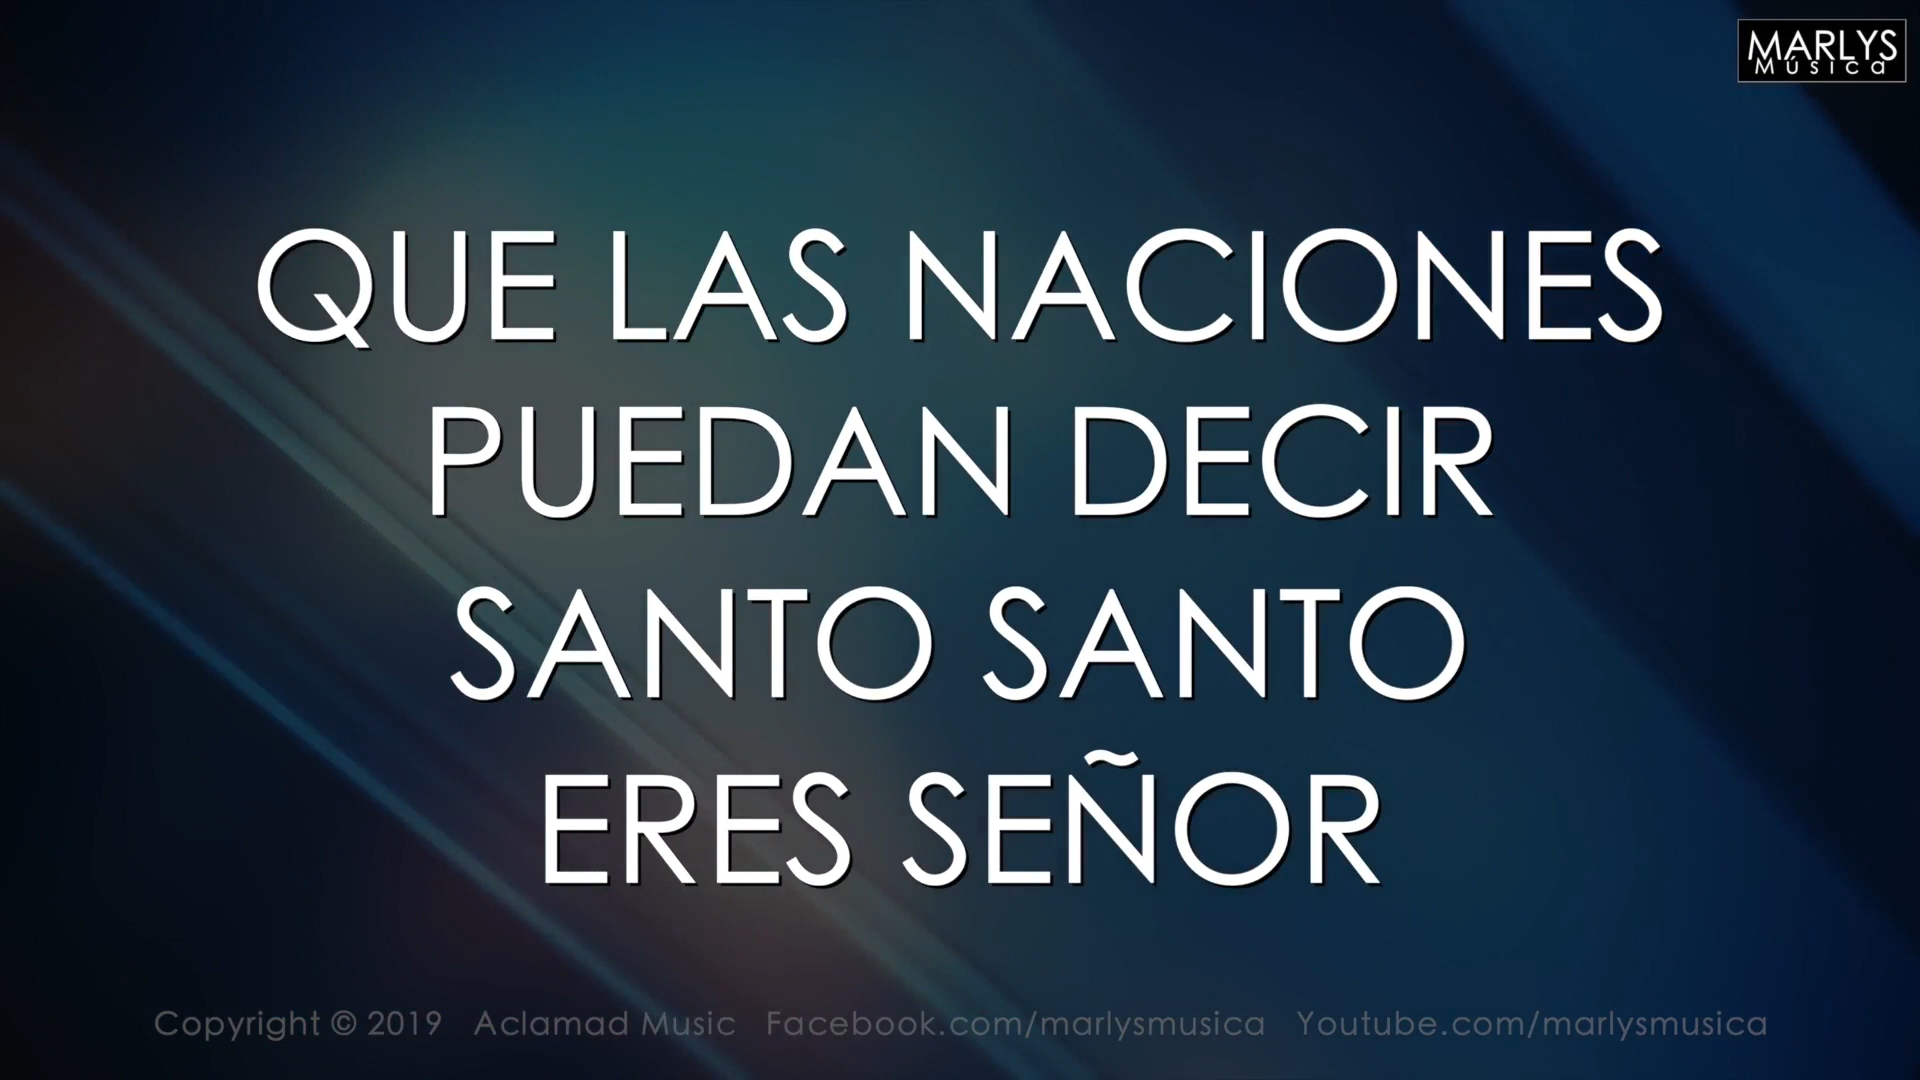 MARLYS
Música
QUE LAS NACIONES
PUEDAN DECIR
SANTO SANTO
ERES SEÑOR
Copyright © 2019 Aclamad Music Facebook.com/marlysmusica Youtube.com/marlysmusica